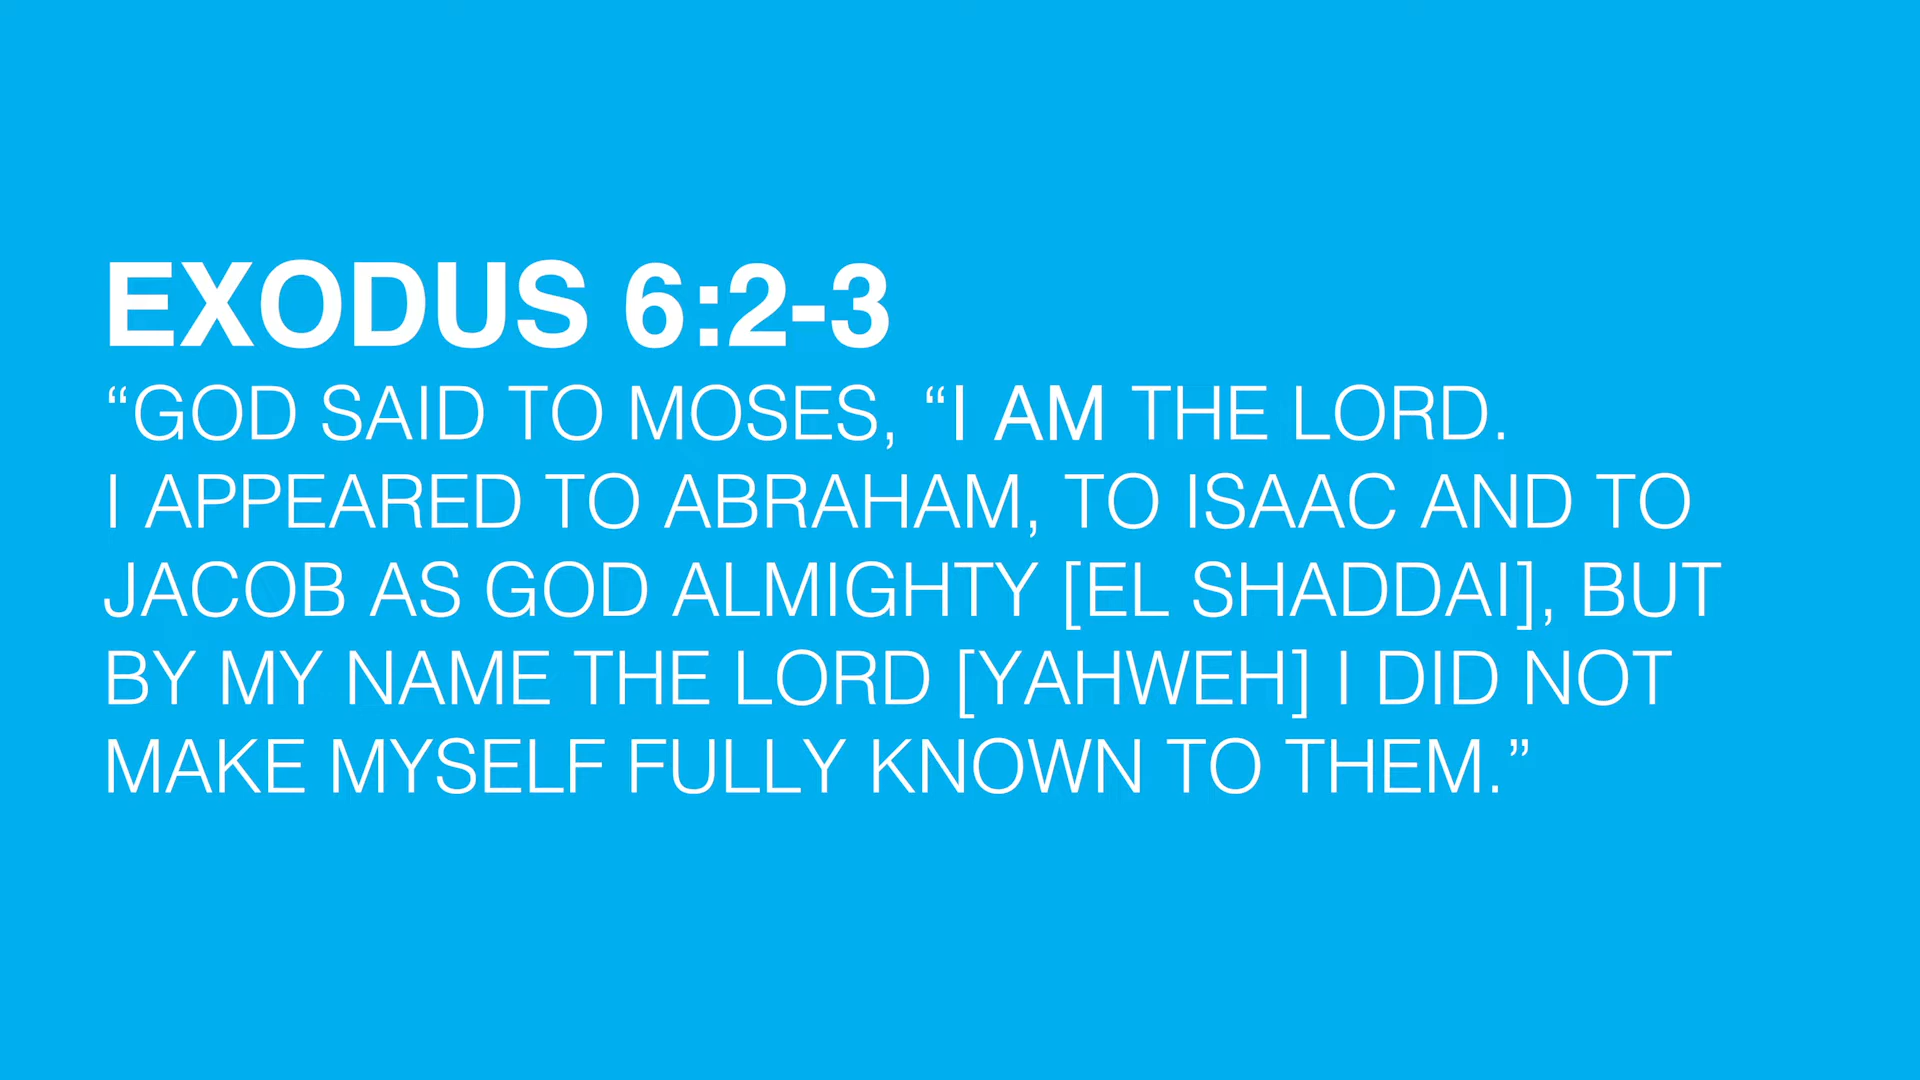 EXODUS 6:2-3
“GOD SAID TO MOSES, “I AM THE LORD.
I APPEARED TO ABRAHAM, TO ISAAC AND TO
JACOB AS GOD ALMIGHTY [EL SHADDAI], BUT
BY MY NAME THE LORD [YAHWEH] I DID NOT
MAKE MYSELF FULLY KNOWN TO THEM.”